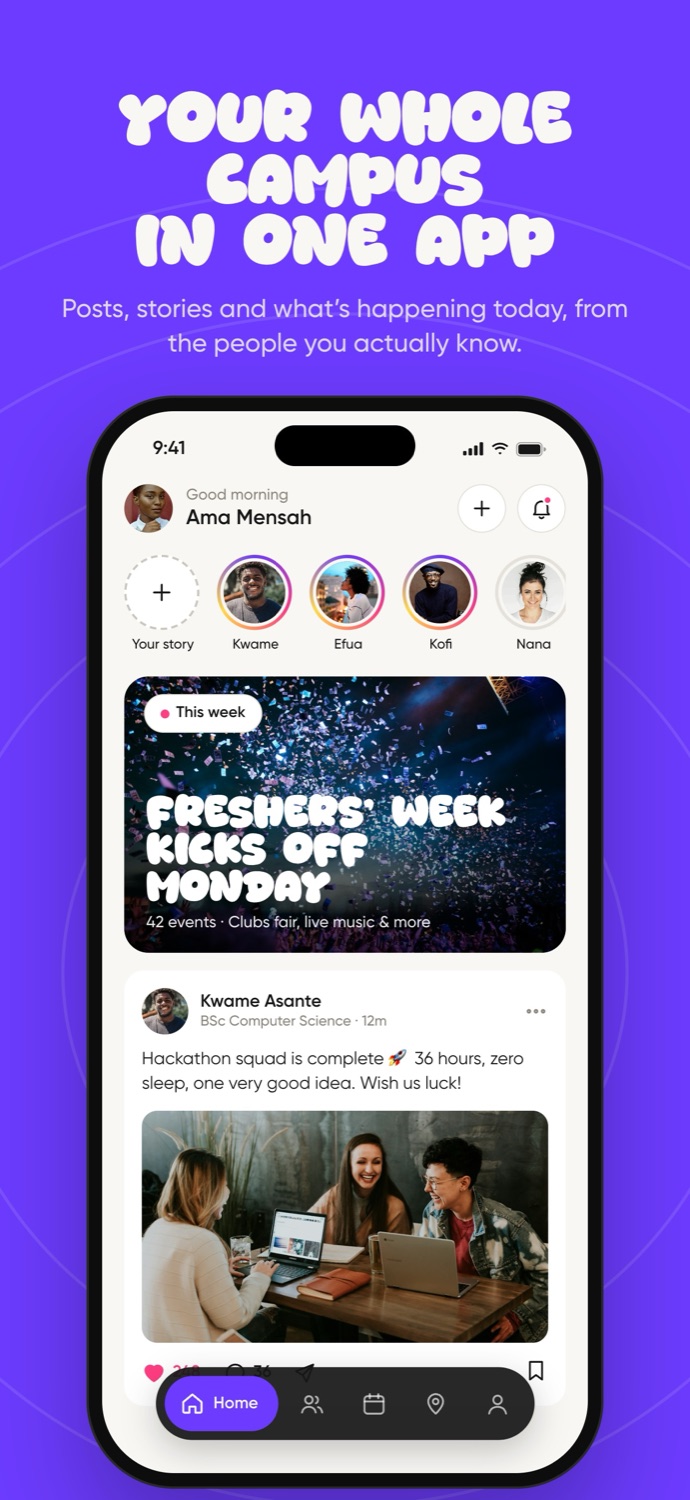 YOUR WHOLE
CAMPUS
IN ONE APP
Posts, stories and what's happening today, from
the people you actually know.
9:41
Good morning
Ama Mensah
Your story
Kwame
Efua
Kofi
Nana
This week
FRESHERS' WEEK
KICKS OFF
MONDAY
42 events · Clubs fair, live music & more
Kwame Asante
BSc Computer Science · 12m
Hackathon squad is complete 🚀 36 hours, zero
sleep, one very good idea. Wish us luck!
36
Home